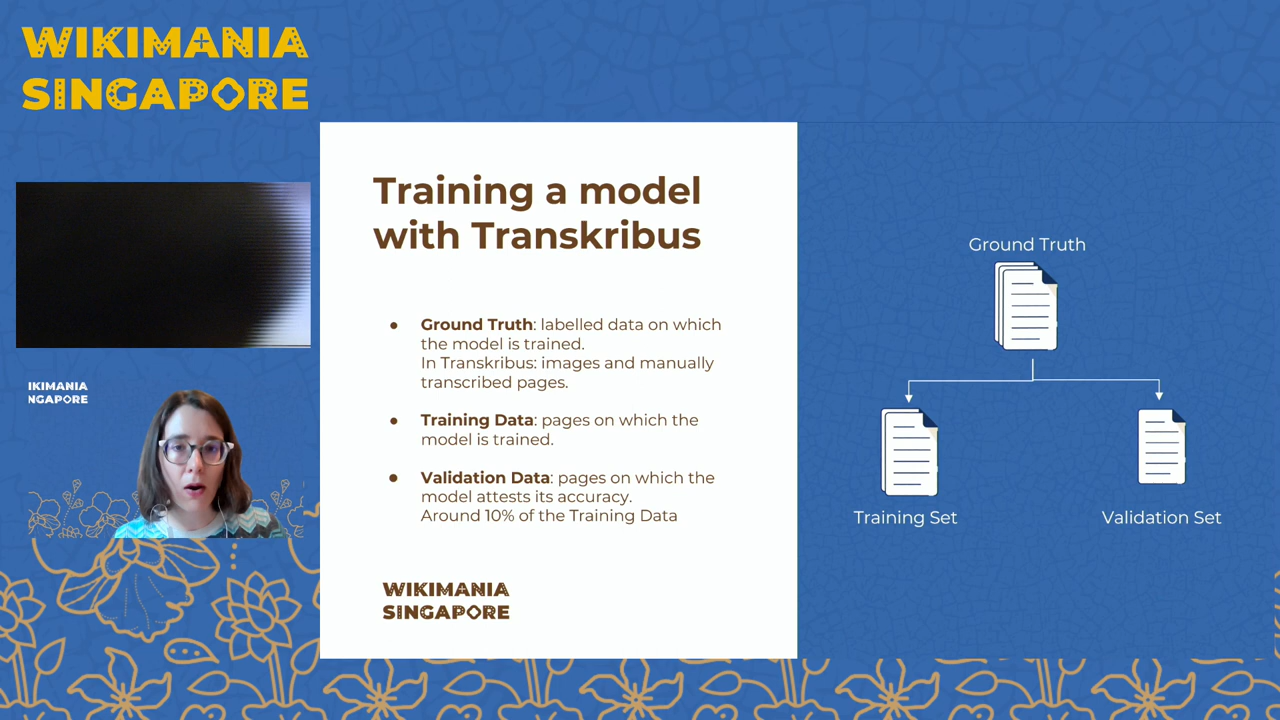 WIKIMANIA
SINGAPORE
IKIMANIA
NGAPORE
Training a model
with Transkribus
● Ground Truth: labelled data on which
the model is trained.
In Transkribus: images and manually
transcribed pages.
● Training Data: pages on which the
model is trained.
● Validation Data: pages on which the
model attests its accuracy.
Around 10% of the Training Data
WIKIMANIA
SINGAPORE
Ground Truth
Training Set
Validation Set